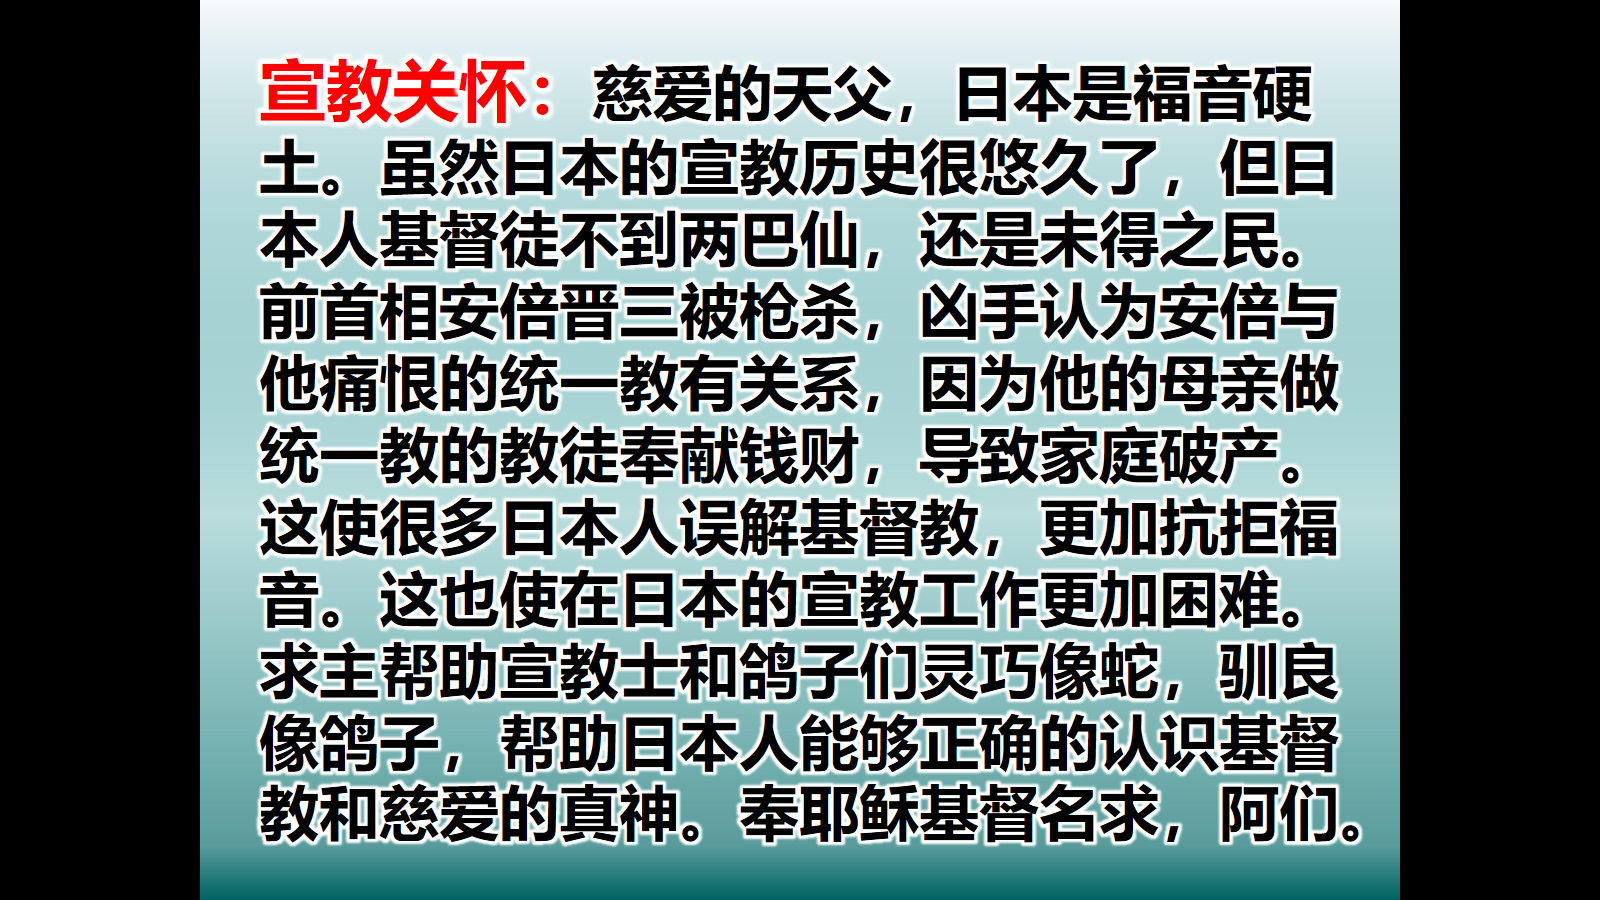 宣教关怀：慈爱的天父，日本是福音硬
土。虽然日本的宣教历史很悠久了，但日
本人基督徒不到两巴仙，还是未得之民。
前首相安倍晋三被枪杀，凶手认为安倍与
他痛恨的统一教有关系，因为他的母亲做
统一教的教徒奉献钱财，导致家庭破产。
这使很多日本人误解基督教，更加抗拒福
音。这也使在日本的宣教工作更加困难。
求主帮助宣教士和鸽子们灵巧像蛇，驯良
像鸽子，帮助日本人能够正确的认识基督
教和慈爱的真神。奉耶稣基督名求，阿们。